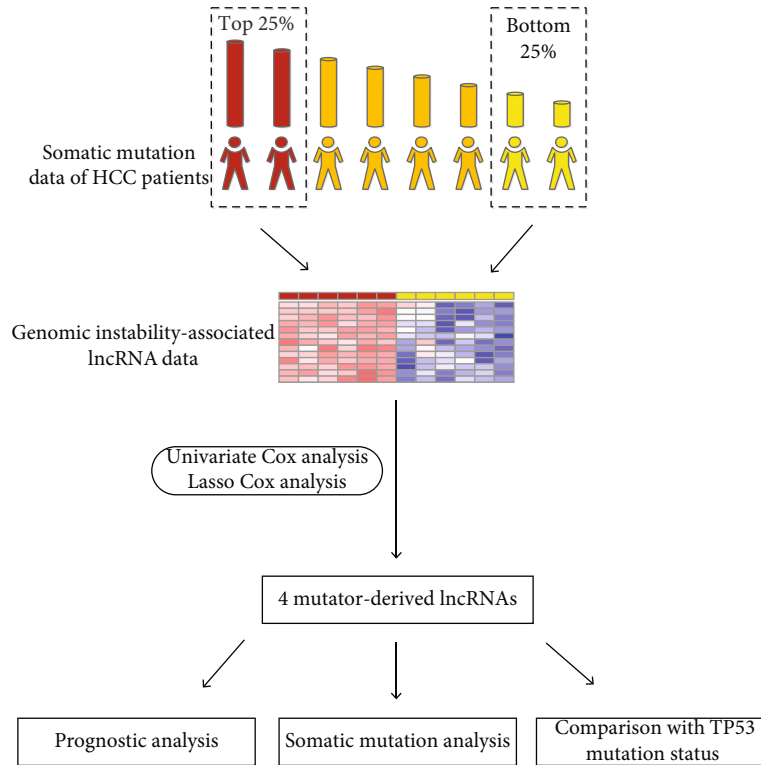 Top 25%
Bottom
25%
Somatic mutation
data of HCC patients
Genomic instability-associated
lncRNA data
Univariate Cox analysis
Lasso Cox analysis
4 mutator-derived lncRNAs
Prognostic analysis
Somatic mutation analysis
Comparison with TP53
mutation status